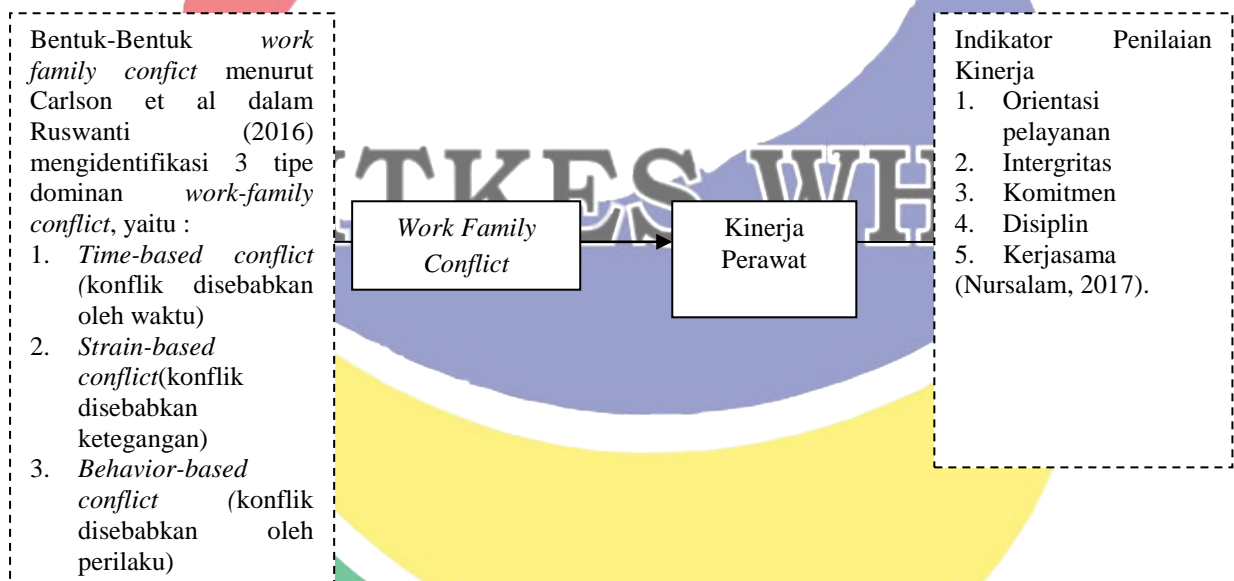 Bentuk-Bentuk work
family confict menurut
Carlson et al dalam
Ruswanti (2016)
mengidentifikasi 3 tipe
dominan work-family
conflict, yaitu :
1. Time-based conflict
(konflik disebabkan
oleh waktu)
2. Strain-based
conflict(konflik
disebabkan
ketegangan)
3. Behavior-based
conflict (konflik
disebabkan oleh
perilaku)
TKES WH
Work Family
Conflict
Kinerja
Perawat
Indikator Penilaian
Kinerja
1. Orientasi
pelayanan
2. Intergritas
3. Komitmen
4. Disiplin
5. Kerjasama
(Nursalam, 2017).